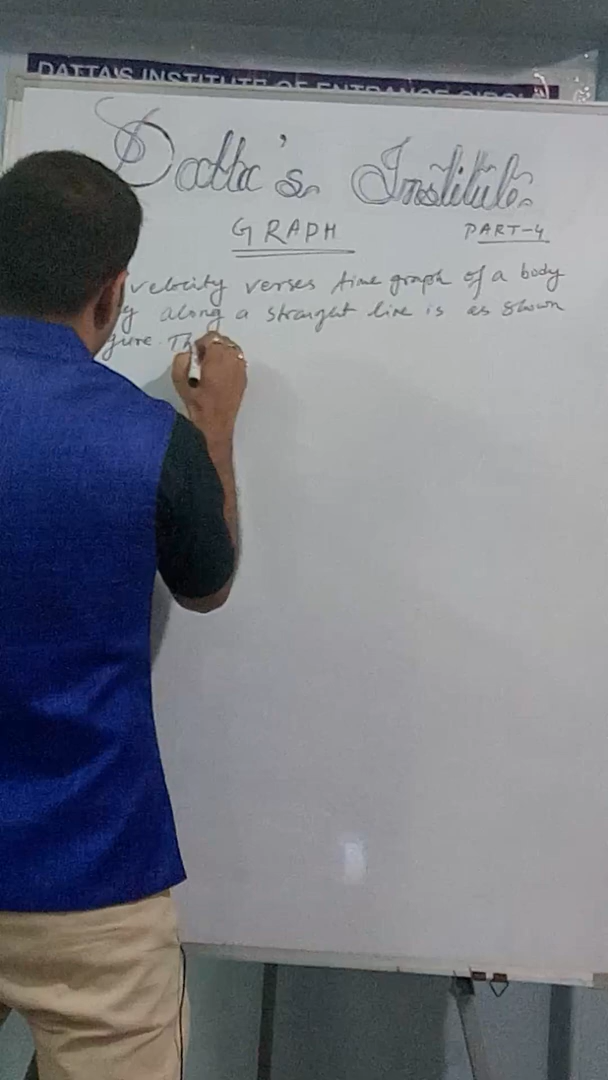 DATTA'S INSTITUTE OF ENTRANCE CIRCLE
Datta's Institute
GRAPH
PART-4
velocity verses time graph of a body
along a straight line is as shown
Th